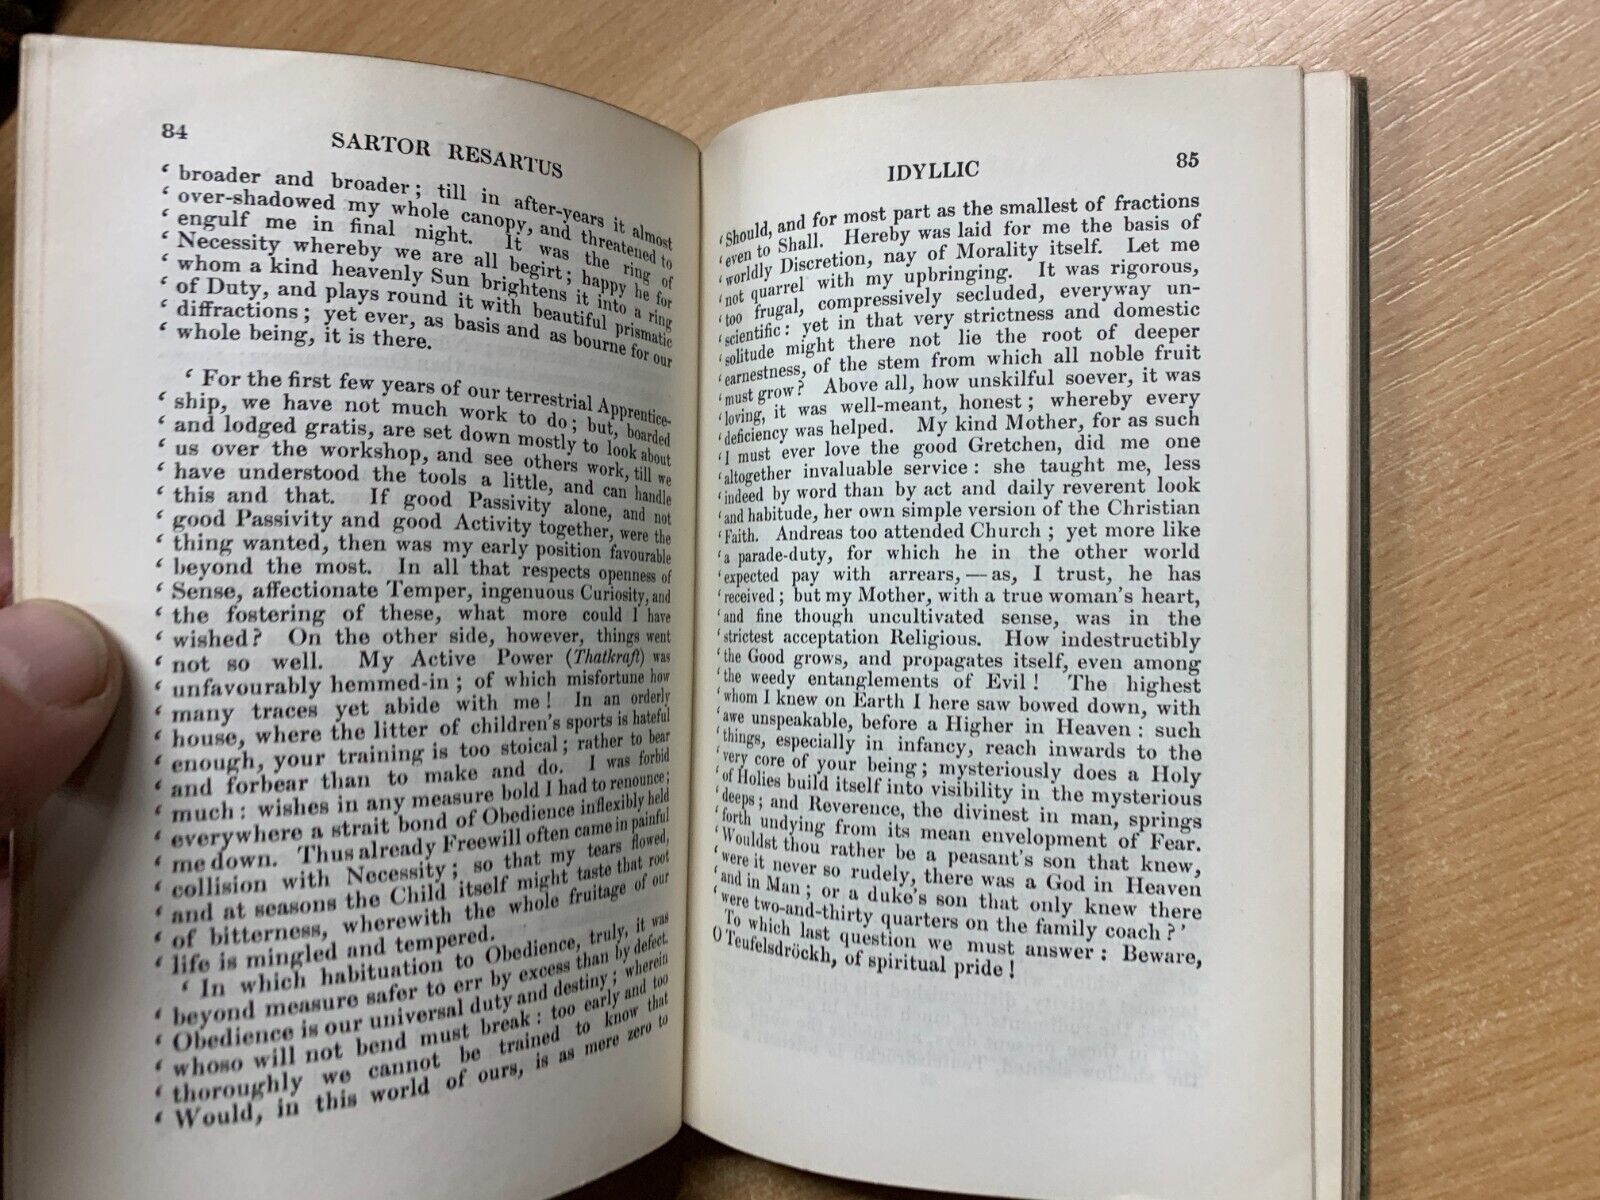 84
SARTOR RESARTUS
‘ broader and broader; till in after-years it almost
‘ over-shadowed my whole canopy, and threatened to
‘ engulf me in final night. It was the ring of
‘ Necessity whereby we are all begirt; happy he for
‘ whom a kind heavenly Sun brightens it into a ring
‘ of Duty, and plays round it with beautiful prismatic
‘ diffractions; yet ever, as basis and as bourne for our
‘ whole being, it is there.
‘ For the first few years of our terrestrial Apprentice-
‘ ship, we have not much work to do; but, boarded
‘ and lodged gratis, are set down mostly to look about
‘ us over the workshop, and see others work, till we
‘ have understood the tools a little, and can handle
‘ this and that. If good Passivity alone, and not
‘ good Passivity and good Activity together, were the
‘ thing wanted, then was my early position favourable
‘ beyond the most. In all that respects openness of
‘ Sense, affectionate Temper, ingenuous Curiosity, and
‘ the fostering of these, what more could I have
‘ wished? On the other side, however, things went
‘ not so well. My Active Power (Thatkraft) was
‘ unfavourably hemmed-in; of which misfortune how
‘ many traces yet abide with me! In an orderly
‘ house, where the litter of children's sports is hateful
‘ enough, your training is too stoical; rather to bear
‘ and forbear than to make and do. I was forbid
‘ much: wishes in any measure bold I had to renounce;
‘ everywhere a strait bond of Obedience inflexibly held
‘ me down. Thus already Freewill often came in painful
‘ collision with Necessity; so that my tears flowed,
‘ and at seasons the Child itself might taste that root
‘ of bitterness, wherewith the whole fruitage of our
‘ life is mingled and tempered.
‘ In which habituation to Obedience, truly, it was
‘ beyond measure safer to err by excess than by defect.
‘ Obedience is our universal duty and destiny; wherein
‘ whoso will not bend must break: too early and too
‘ thoroughly we cannot be trained to know that
‘ Would, in this world of ours, is as mere zero to
IDYLLIC
85
‘ Should, and for most part as the smallest of fractions
‘ even to Shall. Hereby was laid for me the basis of
‘ worldly Discretion, nay of Morality itself. Let me
‘ not quarrel with my upbringing. It was rigorous,
‘ too frugal, compressively secluded, everyway un-
‘ scientific: yet in that very strictness and domestic
‘ solitude might there not lie the root of deeper
‘ earnestness, of the stem from which all noble fruit
‘ must grow? Above all, how unskilful soever, it was
‘ loving, it was well-meant, honest; whereby every
‘ deficiency was helped. My kind Mother, for as such
‘ I must ever love the good Gretchen, did me one
‘ altogether invaluable service: she taught me, less
‘ indeed by word than by act and daily reverent look
‘ and habitude, her own simple version of the Christian
‘ Faith. Andreas too attended Church; yet more like
‘ a parade-duty, for which he in the other world
‘ expected pay with arrears,—as, I trust, he has
‘ received; but my Mother, with a true woman's heart,
‘ and fine though uncultivated sense, was in the
‘ strictest acceptation Religious. How indestructibly
‘ the Good grows, and propagates itself, even among
‘ the weedy entanglements of Evil! The highest
‘ whom I knew on Earth I here saw bowed down, with
‘ awe unspeakable, before a Higher in Heaven: such
‘ things, especially in infancy, reach inwards to the
‘ very core of your being; mysteriously does a Holy
‘ of Holies build itself into visibility in the mysterious
‘ deeps; and Reverence, the divinest in man, springs
‘ forth undying from its mean envelopment of Fear.
‘ Wouldst thou rather be a peasant's son that knew,
‘ were it never so rudely, there was a God in Heaven
‘ and in Man; or a duke's son that only knew there
‘ were two-and-thirty quarters on the family coach?’
To which last question we must answer: Beware,
O Teufelsdröckh, of spiritual pride!